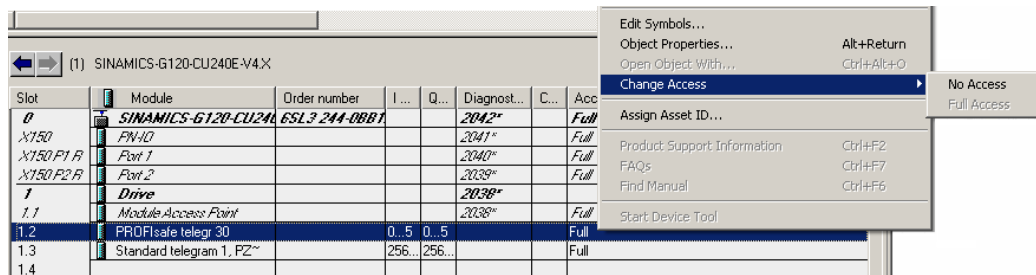 Edit Symbols...
Object Properties... Alt+Return
Open Object With... Ctrl+Alt+O
Change Access
No Access
Full Access
Assign Asset ID...
Product Support Information Ctrl+F2
FAQs Ctrl+F7
Find Manual Ctrl+F6
Start Device Tool
(1) SINAMICS-G120-CU240E-V4.X
Slot Module Order number I ... Q... Diagnost... C... Acc
0 SINAMICS-G120-CU240 6SL3 244-0BB1 2042* Full
X150 PN-IO 2041* Full
X150 P1 R Port 1 2040* Full
X150 P2 R Port 2 2039* Full
1 Drive 2038*
1.1 Module Access Point 2038* Full
1.2 PROFIsafe telegr 30 0...5 0...5 Full
1.3 Standard telegram 1, PZ~ 256... 256... Full
1.4